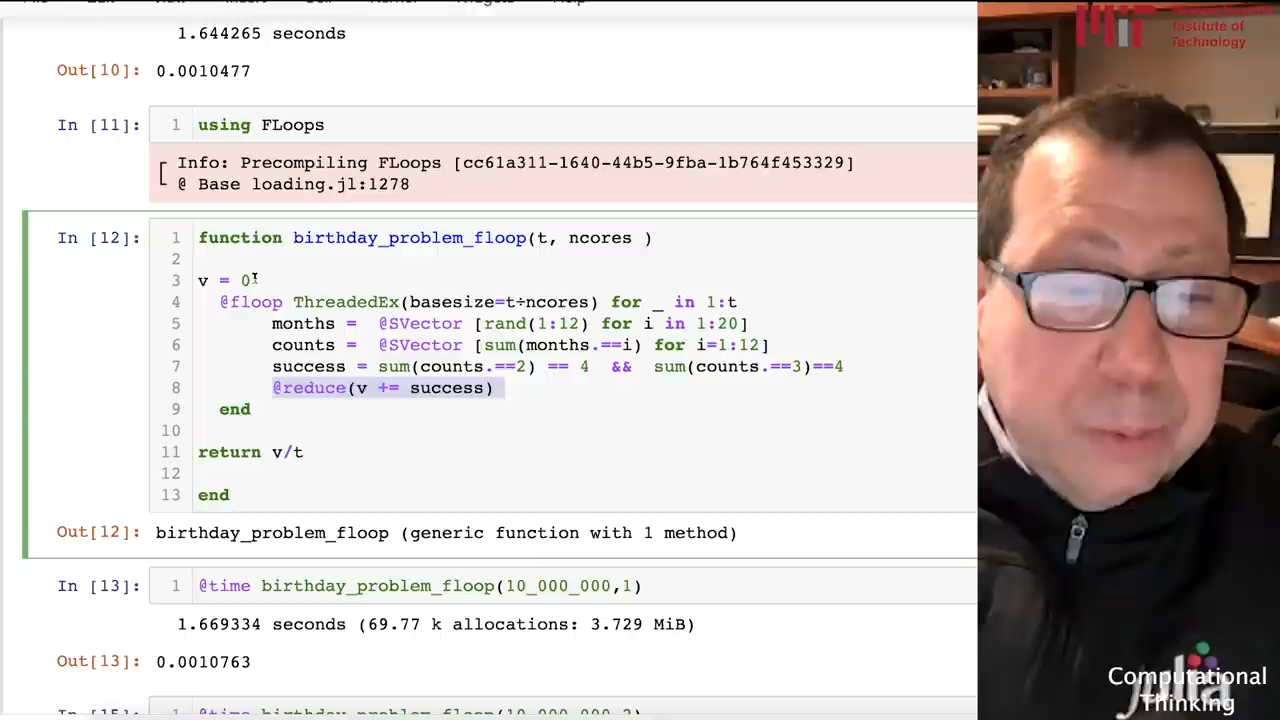 1.644265 seconds
Out[10]: 0.0010477
In [11]: 1 using FLoops
[ Info: Precompiling FLoops [cc61a311-1640-44b5-9fba-1b764f453329]
@ Base loading.jl:1278
In [12]: 1 function birthday_problem_floop(t, ncores )
2
3 v = 0
4 @floop ThreadedEx(basesize=t÷ncores) for _ in 1:t
5 months = @SVector [rand(1:12) for i in 1:20]
6 counts = @SVector [sum(months.==i) for i=1:12]
7 success = sum(counts.==2) == 4 && sum(counts.==3)==4
8 @reduce(v += success)
9 end
10
11 return v/t
12
13 end
Out[12]: birthday_problem_floop (generic function with 1 method)
In [13]: 1 @time birthday_problem_floop(10_000_000,1)
1.669334 seconds (69.77 k allocations: 3.729 MiB)
Out[13]: 0.0010763
Institute of
Technology
julia
Computational
Thinking